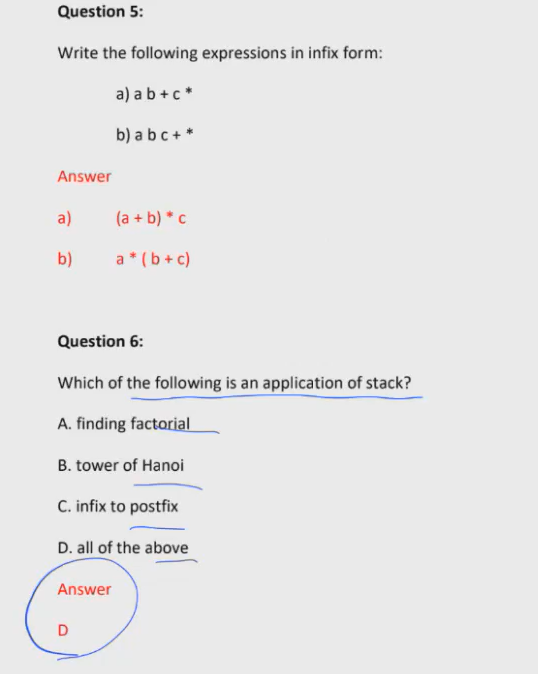 Question 5:
Write the following expressions in infix form:
a) a b + c *
b) a b c + *
Answer
a) (a + b) * c
b) a * ( b + c)
Question 6:
Which of the following is an application of stack?
A. finding factorial
B. tower of Hanoi
C. infix to postfix
D. all of the above
Answer
D